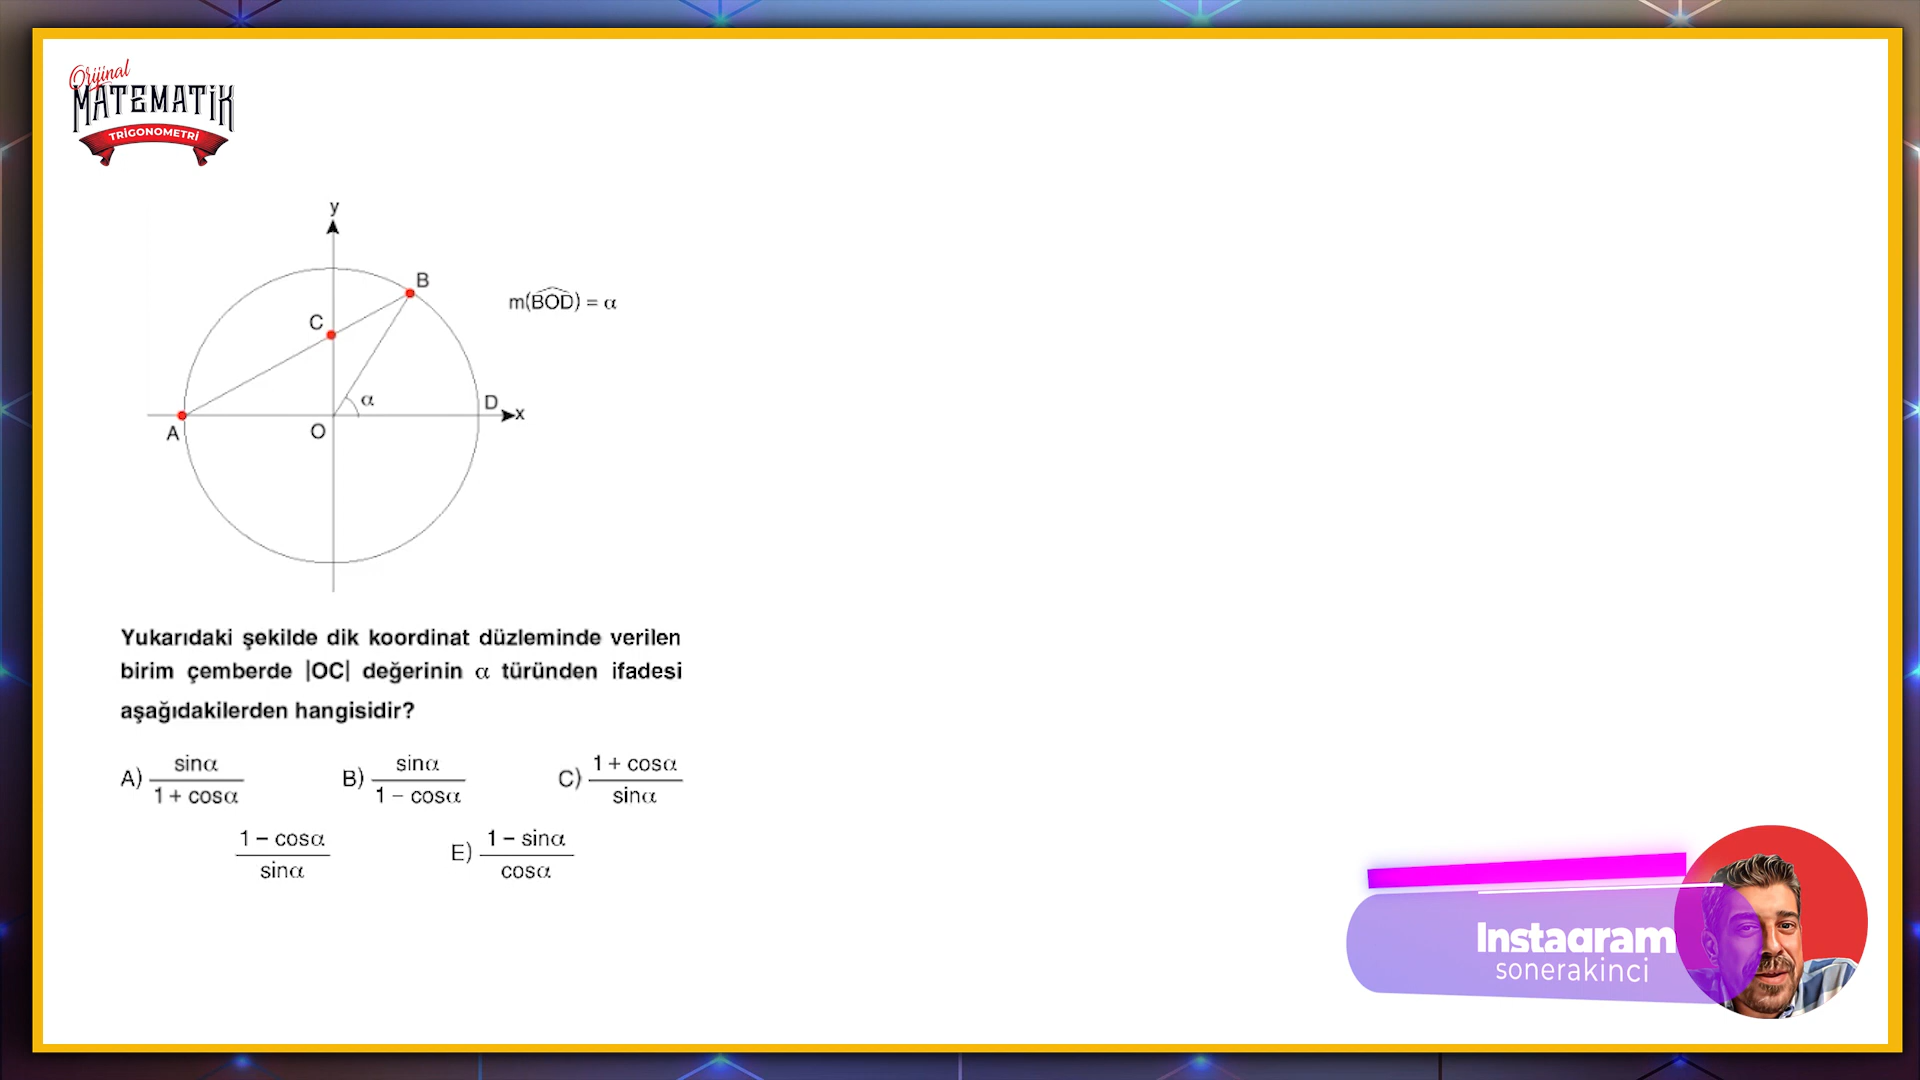 Orijinal
MATEMATİK
TRİGONOMETRİ
y
B
m(BOD) = α
C
α
D
x
A
O
Yukarıdaki şekilde dik koordinat düzleminde verilen
birim çemberde |OC| değerinin α türünden ifadesi
aşağıdakilerden hangisidir?
A) sinα / 1 + cosα B) sinα / 1 − cosα C) 1 + cosα / sinα
1 − cosα / sinα E) 1 − sinα / cosα
Instagram
sonerakinci